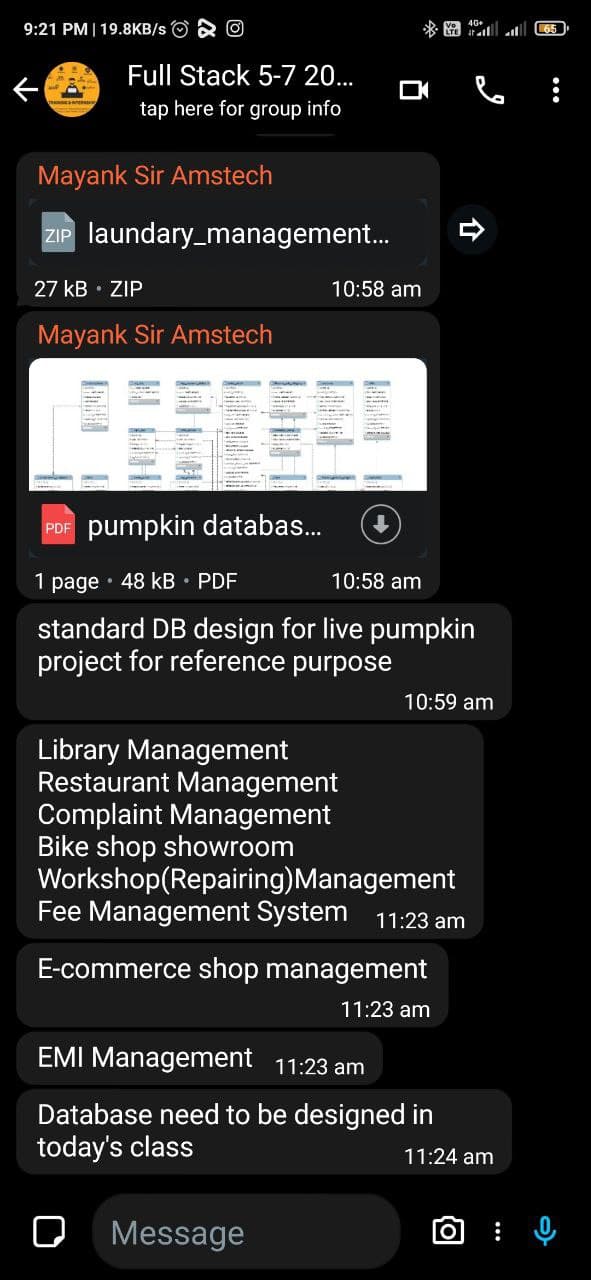 9:21 PM | 19.8KB/s
Vo LTE 4G+ 65
Full Stack 5-7 20...
tap here for group info
Mayank Sir Amstech
ZIP laundary_management...
27 kB • ZIP 10:58 am
Mayank Sir Amstech
PDF pumpkin databas...
1 page • 48 kB • PDF 10:58 am
standard DB design for live pumpkin
project for reference purpose
10:59 am
Library Management
Restaurant Management
Complaint Management
Bike shop showroom
Workshop(Repairing)Management
Fee Management System 11:23 am
E-commerce shop management
11:23 am
EMI Management 11:23 am
Database need to be designed in
today's class 11:24 am
Message